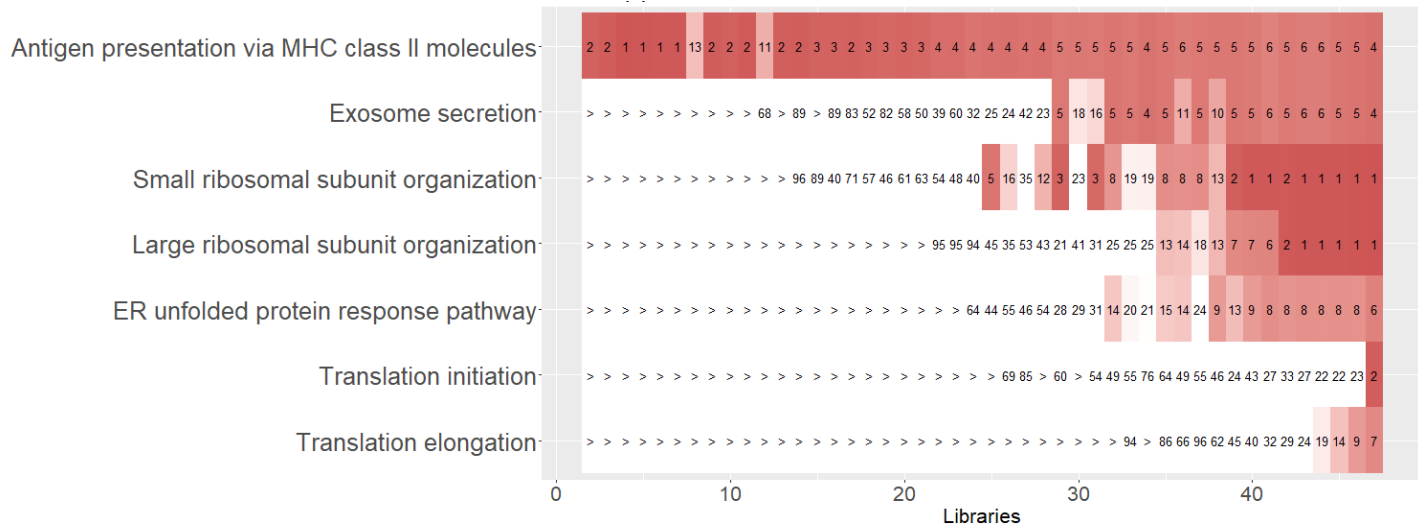 Antigen presentation via MHC class II molecules 2 2 1 1 1 1 13 2 2 2 11 2 2 3 3 2 3 3 3 3 4 4 4 4 4 4 4 5 5 5 5 5 4 5 6 5 5 5 5 6 5 6 6 5 5 4
Exosome secretion > > > > > > > > > > 68 > 89 > 89 83 52 82 58 50 39 60 32 25 24 42 23 5 18 16 5 5 4 5 11 5 10 5 5 6 5 6 6 5 5 4
Small ribosomal subunit organization > > > > > > > > > > > > 96 89 40 71 57 46 61 63 54 48 40 5 16 35 12 3 23 3 8 19 19 8 8 8 13 2 1 1 2 1 1 1 1 1
Large ribosomal subunit organization > > > > > > > > > > > > > > > > > > > > 95 95 94 45 35 53 43 21 41 31 25 25 25 13 14 18 13 7 7 6 2 1 1 1 1 1
ER unfolded protein response pathway > > > > > > > > > > > > > > > > > > > > > > 64 44 55 46 54 28 29 31 14 20 21 15 14 24 9 13 9 8 8 8 8 8 8 6
Translation initiation > > > > > > > > > > > > > > > > > > > > > > > > 69 85 > 60 > 54 49 55 76 64 49 55 46 24 43 27 33 27 22 22 23 2
Translation elongation > > > > > > > > > > > > > > > > > > > > > > > > > > > > > > > 94 > 86 66 96 62 45 40 32 29 24 19 14 9 7
0 10 20 30 40
Libraries